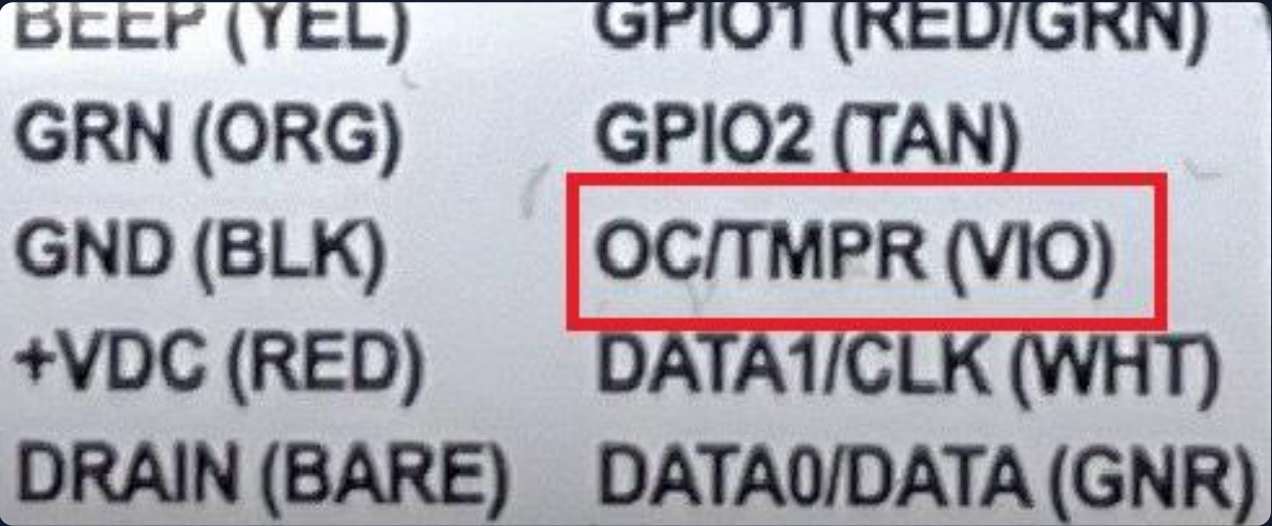 BEEP (YEL)
GPIO1 (RED/GRN)
GRN (ORG)
GPIO2 (TAN)
GND (BLK)
OC/TMPR (VIO)
+VDC (RED)
DATA1/CLK (WHT)
DRAIN (BARE)
DATA0/DATA (GNR)